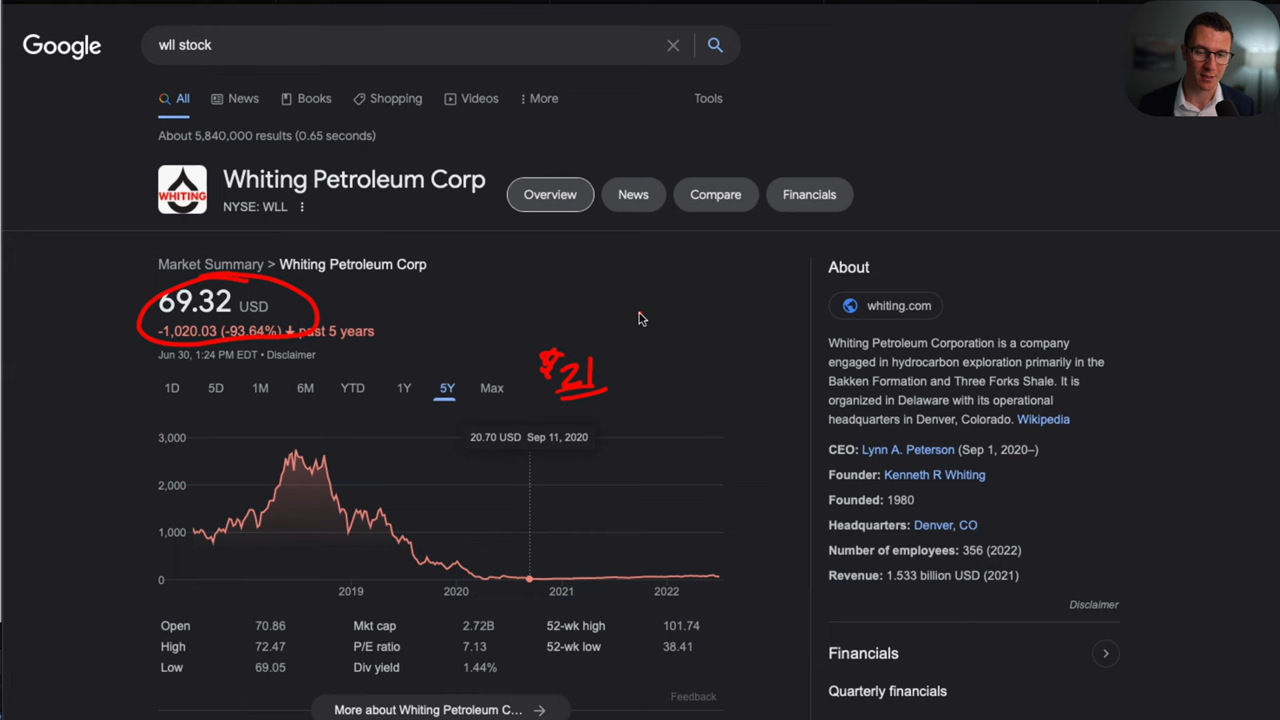 Google
wll stock
All
News
Books
Shopping
Videos
More
Tools
About 5,840,000 results (0.65 seconds)
WHITING
Whiting Petroleum Corp
NYSE: WLL
Overview
News
Compare
Financials
Market Summary > Whiting Petroleum Corp
69.32 USD
-1,020.03 (-93.64%) past 5 years
Jun 30, 1:24 PM EDT • Disclaimer
$21
1D 5D 1M 6M YTD 1Y 5Y Max
20.70 USD Sep 11, 2020
3,000
2,000
1,000
0
2019 2020 2021 2022
Open 70.86 Mkt cap 2.72B 52-wk high 101.74
High 72.47 P/E ratio 7.13 52-wk low 38.41
Low 69.05 Div yield 1.44%
Feedback
More about Whiting Petroleum C...
About
whiting.com
Whiting Petroleum Corporation is a company
engaged in hydrocarbon exploration primarily in the
Bakken Formation and Three Forks Shale. It is
organized in Delaware with its operational
headquarters in Denver, Colorado. Wikipedia
CEO: Lynn A. Peterson (Sep 1, 2020–)
Founder: Kenneth R Whiting
Founded: 1980
Headquarters: Denver, CO
Number of employees: 356 (2022)
Revenue: 1.533 billion USD (2021)
Disclaimer
Financials
Quarterly financials